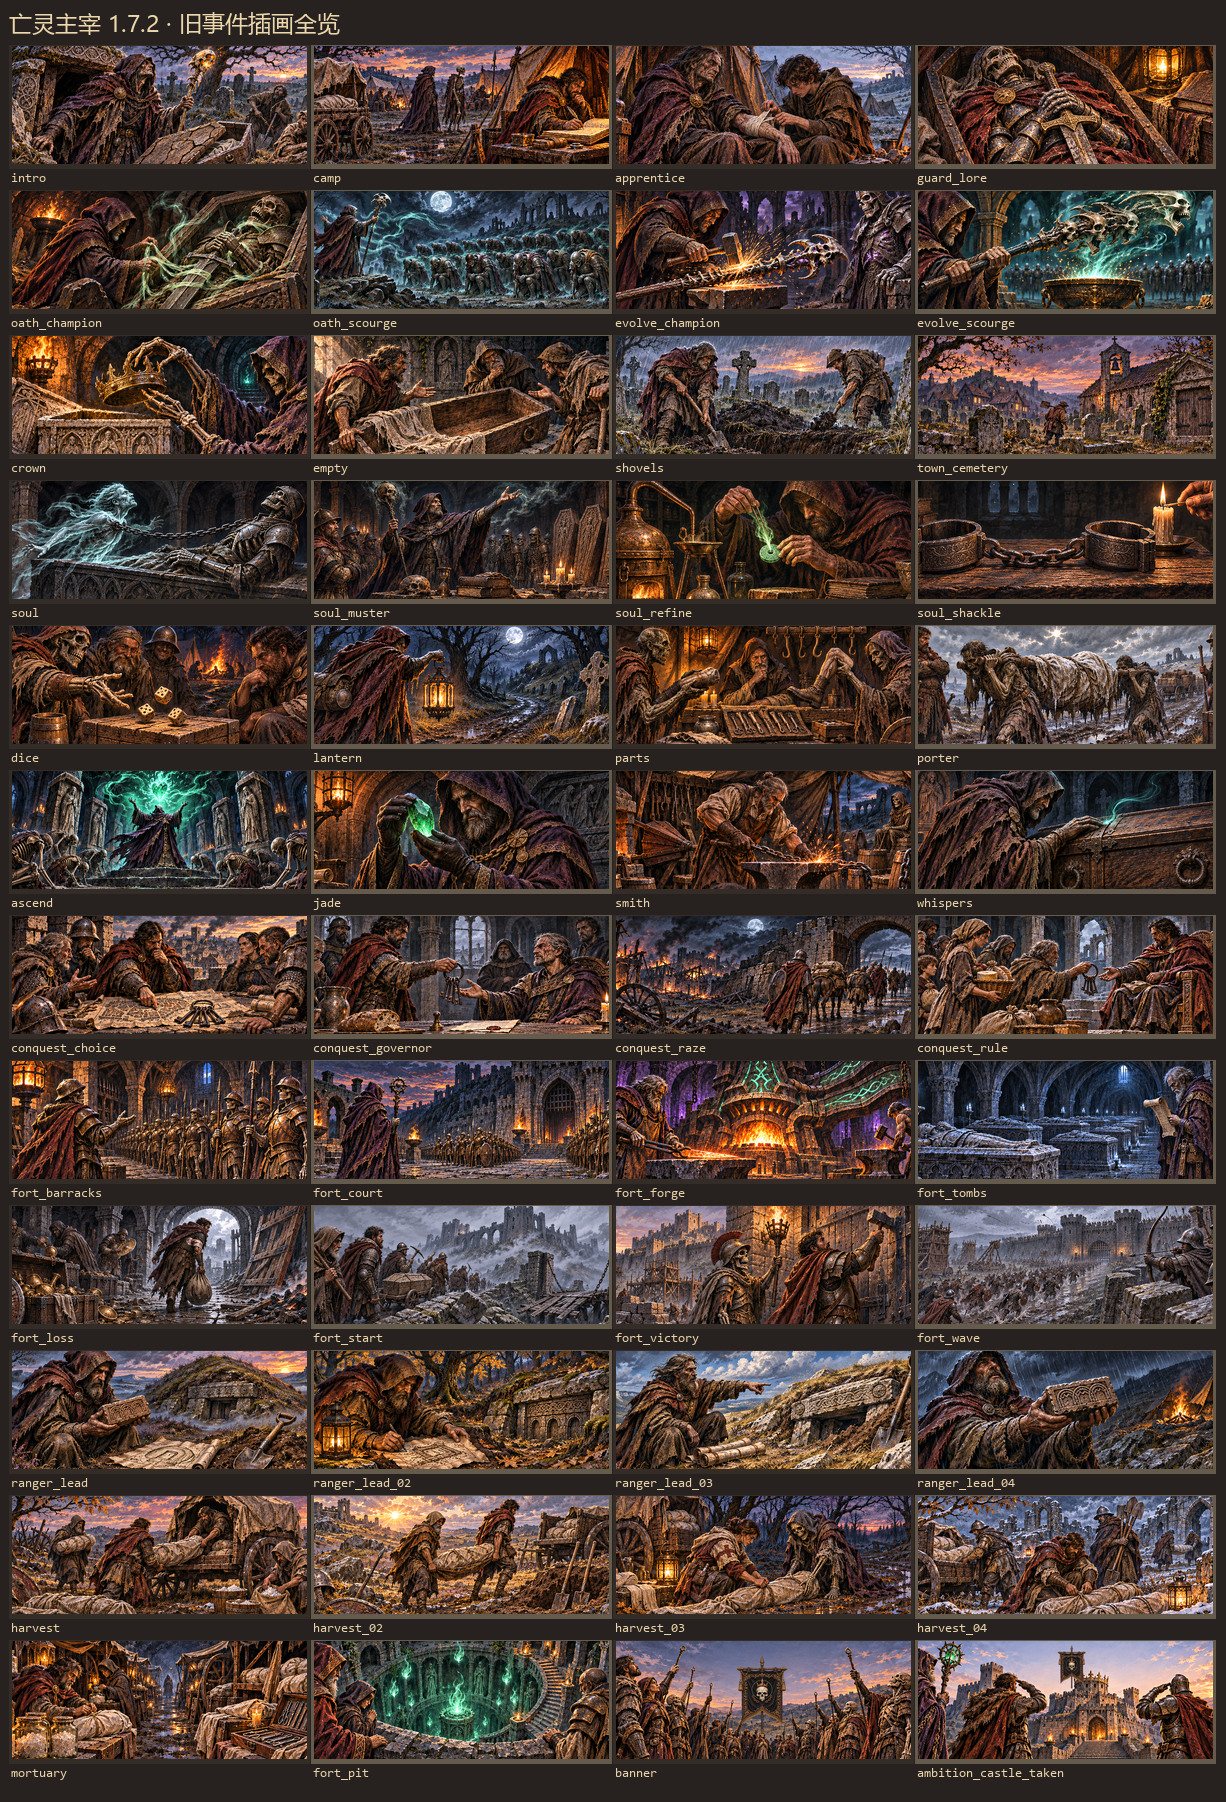 亡灵主宰 1.7.2 · 旧事件插画全览
intro camp apprentice guard_lore
oath_champion oath_scourge evolve_champion evolve_scourge
crown empty shovels town_cemetery
soul soul_muster soul_refine soul_shackle
dice lantern parts porter
ascend jade smith whispers
conquest_choice conquest_governor conquest_raze conquest_rule
fort_barracks fort_court fort_forge fort_tombs
fort_loss fort_start fort_victory fort_wave
ranger_lead ranger_lead_02 ranger_lead_03 ranger_lead_04
harvest harvest_02 harvest_03 harvest_04
mortuary fort_pit banner ambition_castle_taken